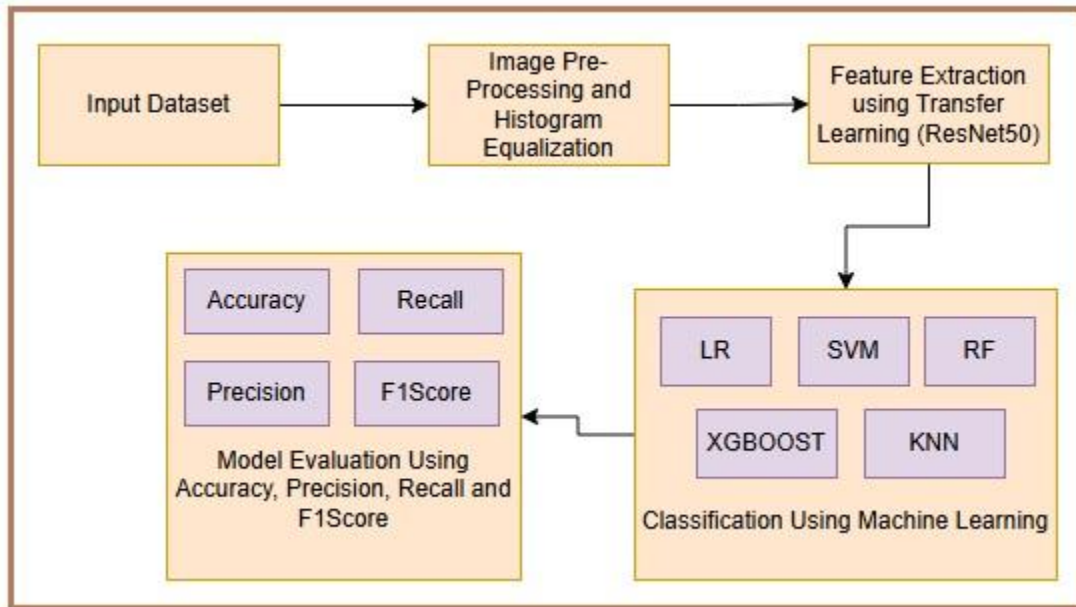 Input Dataset
Image Pre-
Processing and
Histogram
Equalization
Feature Extraction
using Transfer
Learning (ResNet50)
Accuracy
Recall
Precision
F1Score
Model Evaluation Using
Accuracy, Precision, Recall and
F1Score
LR
SVM
RF
XGBOOST
KNN
Classification Using Machine Learning